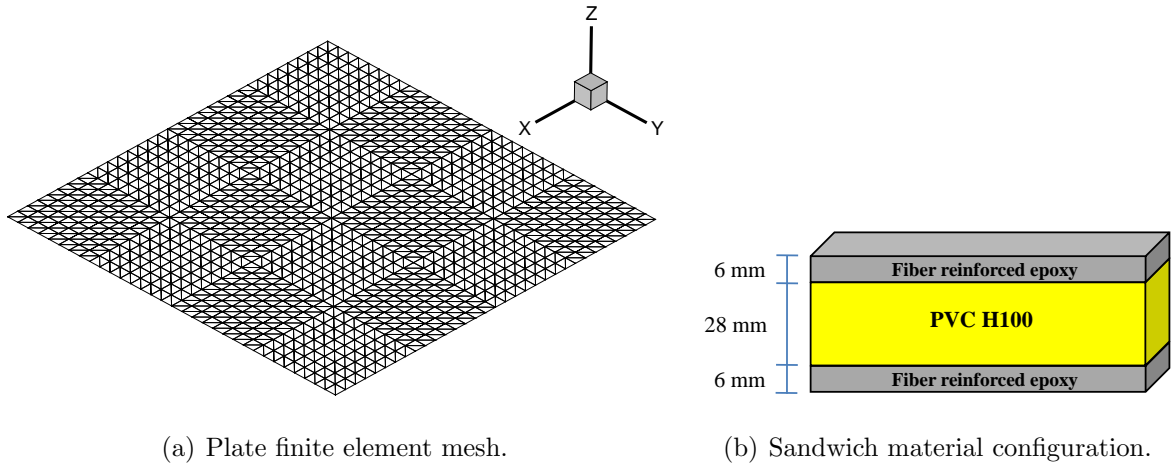 Z
X
Y
6 mm
Fiber reinforced epoxy
28 mm
PVC H100
6 mm
Fiber reinforced epoxy
(a) Plate finite element mesh.
(b) Sandwich material configuration.